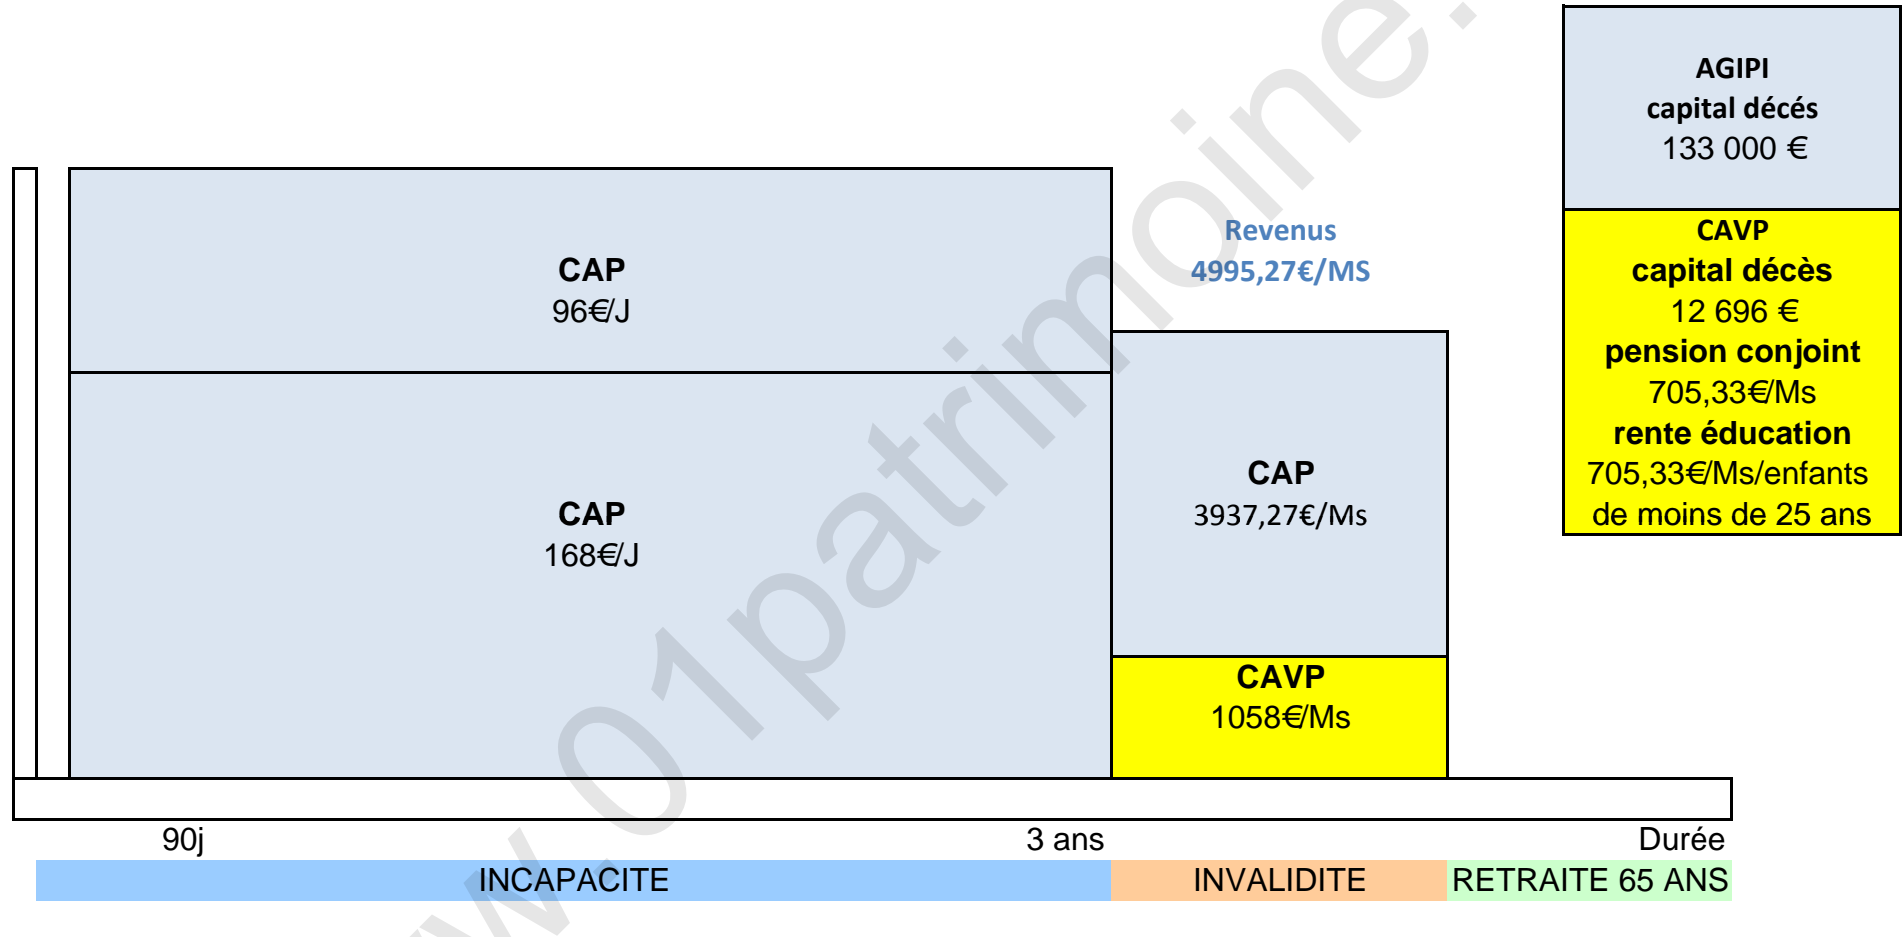 AGIPI
capital décés
133 000 €
CAVP
capital décès
12 696 €
pension conjoint
705,33€/Ms
rente éducation
705,33€/Ms/enfants
de moins de 25 ans
CAP
96€/J
Revenus
4995,27€/MS
CAP
168€/J
CAP
3937,27€/Ms
CAVP
1058€/Ms
90j
3 ans
Durée
INCAPACITE
INVALIDITE
RETRAITE 65 ANS
w.01patrimoine.